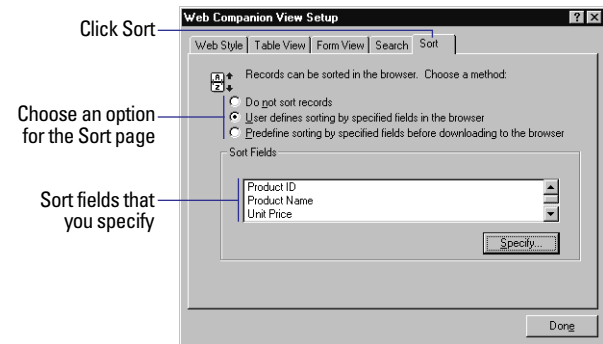 Web Companion View Setup
Click Sort
Web Style Table View Form View Search Sort
Records can be sorted in the browser. Choose a method:
Choose an option
for the Sort page
Do not sort records
User defines sorting by specified fields in the browser
Predefine sorting by specified fields before downloading to the browser
Sort Fields
Sort fields that
you specify
Product ID
Product Name
Unit Price
Specify...
Done